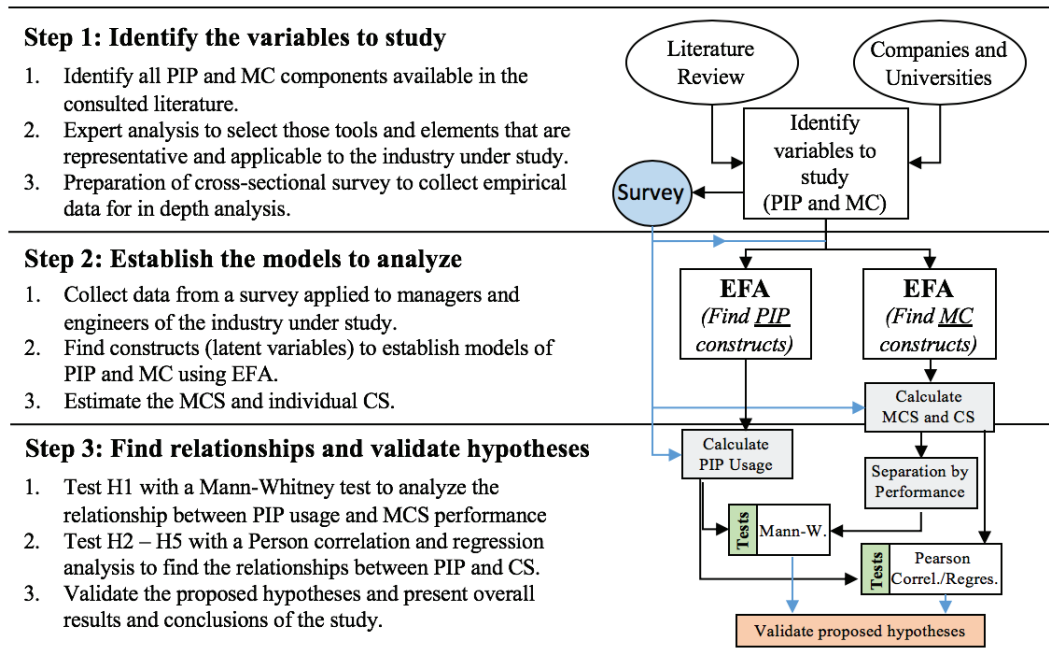 Step 1: Identify the variables to study
1. Identify all PIP and MC components available in the
consulted literature.
2. Expert analysis to select those tools and elements that are
representative and applicable to the industry under study.
3. Preparation of cross-sectional survey to collect empirical
data for in depth analysis.
Literature
Review
Companies and
Universities
Identify
variables to
study
(PIP and MC)
Survey
Step 2: Establish the models to analyze
1. Collect data from a survey applied to managers and
engineers of the industry under study.
2. Find constructs (latent variables) to establish models of
PIP and MC using EFA.
3. Estimate the MCS and individual CS.
EFA
(Find PIP
constructs)
EFA
(Find MC
constructs)
Calculate
MCS and CS
Step 3: Find relationships and validate hypotheses
1. Test H1 with a Mann-Whitney test to analyze the
relationship between PIP usage and MCS performance
2. Test H2 – H5 with a Person correlation and regression
analysis to find the relationships between PIP and CS.
3. Validate the proposed hypotheses and present overall
results and conclusions of the study.
Calculate
PIP Usage
Separation by
Performance
Tests
Mann-W.
Tests
Pearson
Correl./Regres.
Validate proposed hypotheses